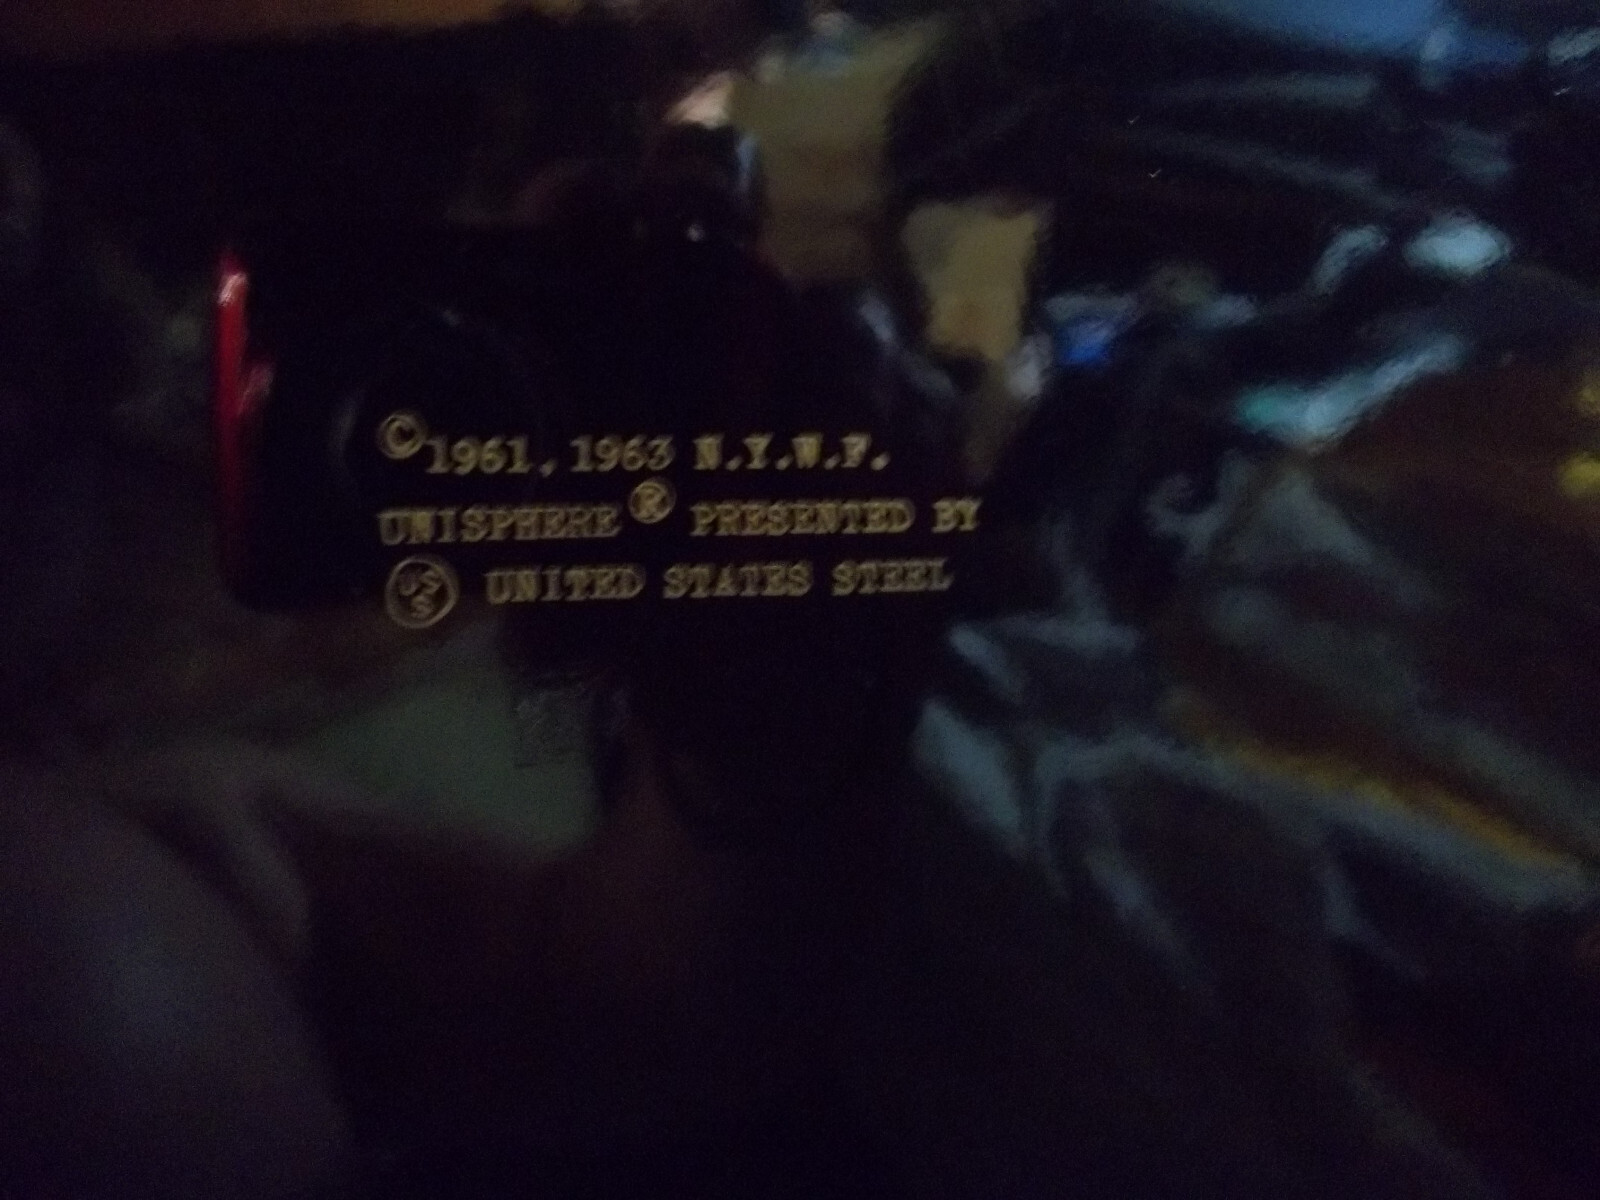 ©1961, 1963 N.Y.W.F.
UNISPHERE® PRESENTED BY
USS UNITED STATES STEEL